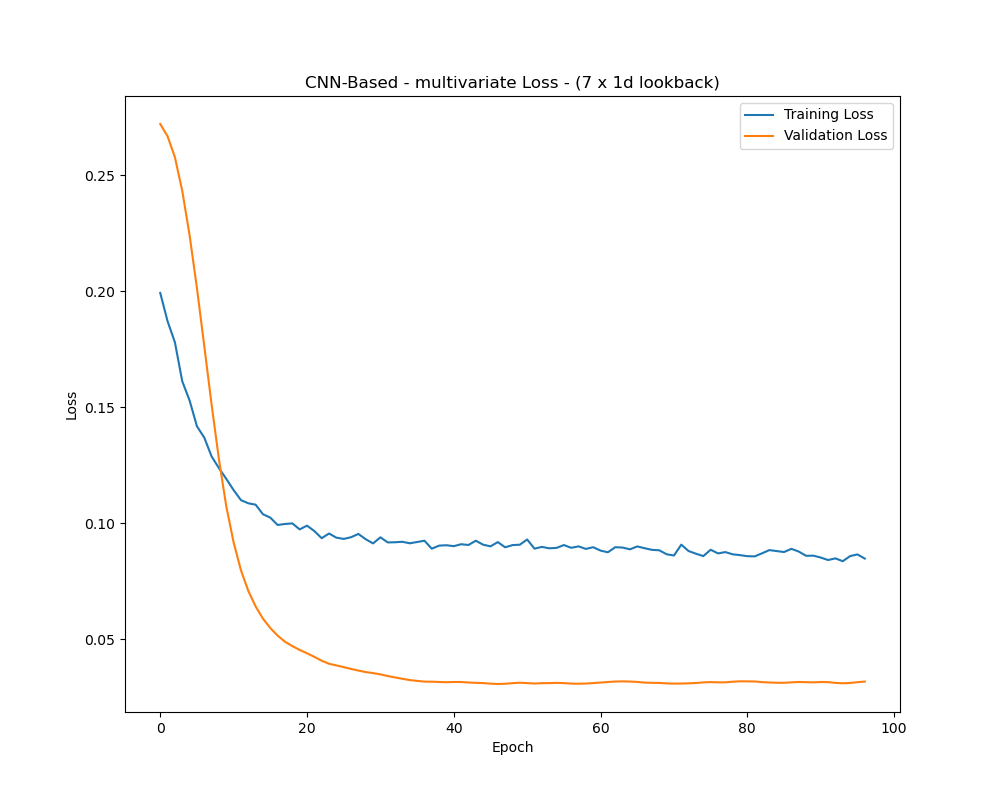 CNN-Based - multivariate Loss - (7 x 1d lookback)
Training Loss
Validation Loss
0.25
0.20
0.15
0.10
0.05
Loss
0
20
40
60
80
100
Epoch